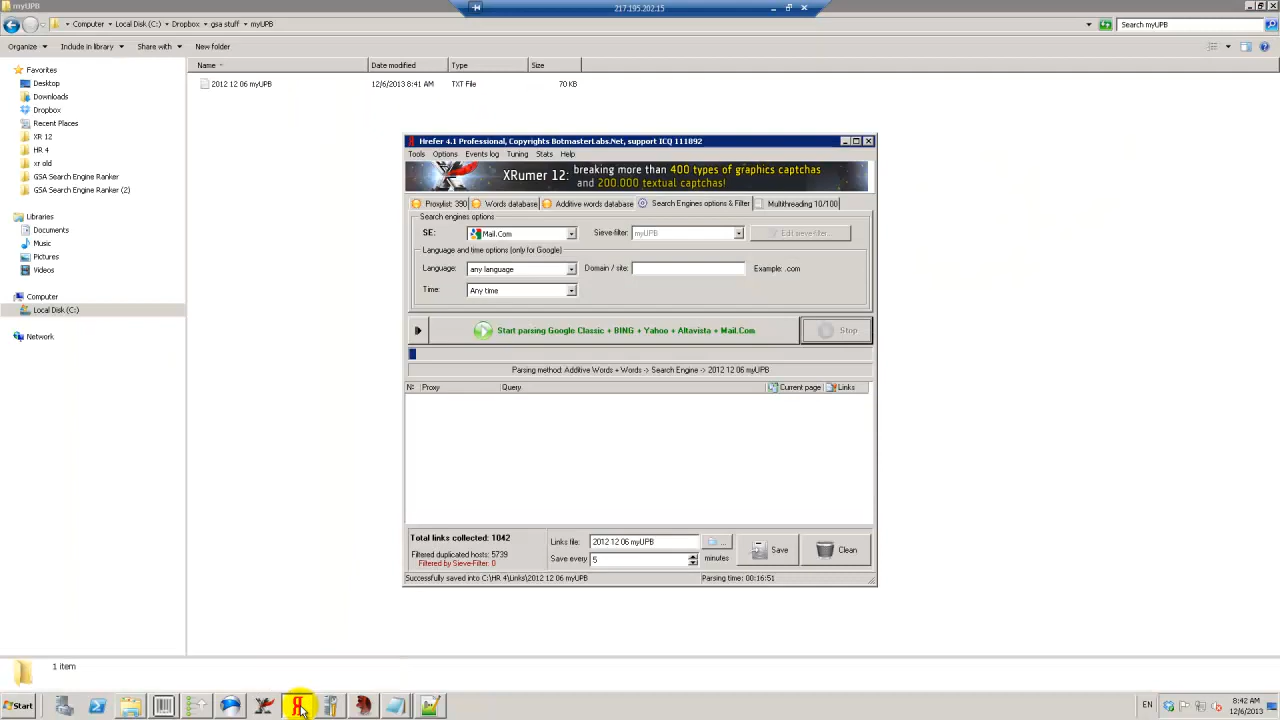 myUPB
217.195.202.15
Computer ▸ Local Disk (C:) ▸ Dropbox ▸ gsa stuff ▸ myUPB
Search myUPB
Organize ▼ Include in library ▼ Share with ▼ New folder
Favorites
Desktop
Downloads
Dropbox
Recent Places
XR 12
HR 4
xr old
GSA Search Engine Ranker
GSA Search Engine Ranker (2)
Libraries
Documents
Music
Pictures
Videos
Computer
Local Disk (C:)
Network
Name Date modified Type Size
2012 12 06 myUPB 12/6/2013 8:41 AM TXT File 70 KB
Hrefer 4.1 Professional, Copyrights BotmasterLabs.Net, support ICQ 111892
Tools Options Events log Tuning Stats Help
XRumer 12: breaking more than 400 types of graphics captchas
and 200.000 textual captchas!
Proxylist: 390 Words database Additive words database Search Engines options & Filter Multithreading 10/100
Search engines options
SE: Mail.Com Sieve-filter: myUPB Edit sieve-filter...
Language and time options (only for Google)
Language: any language Domain / site: Example: .com
Time: Any time
Start parsing Google Classic + BING + Yahoo + Altavista + Mail.Com Stop
Parsing method: Additive Words + Words -> Search Engine -> 2012 12 06 myUPB
№ Proxy Query Current page Links
Total links collected: 1042
Filtered duplicated hosts: 5739
Filtered by Sieve-Filter: 0
Links file: 2012 12 06 myUPB ...
Save every 5 minutes
Save Clean
Successfully saved into C:\HR 4\Links\2012 12 06 myUPB Parsing time: 00:16:51
1 item
Start
EN
8:42 AM
12/6/2013